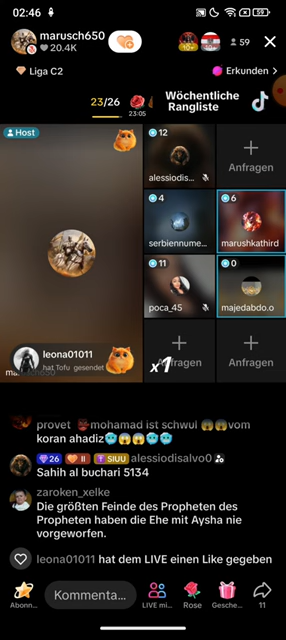 02:46
59
marusch650
20.4K
10
10
59
Liga C2
Erkunden >
23/26
23:05
Wöchentliche
Rangliste
Host
12
alessiodis...
Anfragen
4
serbiennume...
6
marushkathird
11
poca_45
0
majedabdo.o
leona01011
hat Tofu gesendet
x1
Anfragen
Anfragen
provet 👺mohamad ist schwul 😱😱vom
koran ahadiz🥶😱😱🥶🥶
26 II SIUU alessiodisalvo0
Sahih al buchari 5134
zaroken_xelke
Die größten Feinde des Propheten des
Propheten haben die Ehe mit Aysha nie
vorgeworfen.
leona01011 hat dem LIVE einen Like gegeben
Kommenta...
Abonn...
LIVE mi...
Rose
Gesche...
11